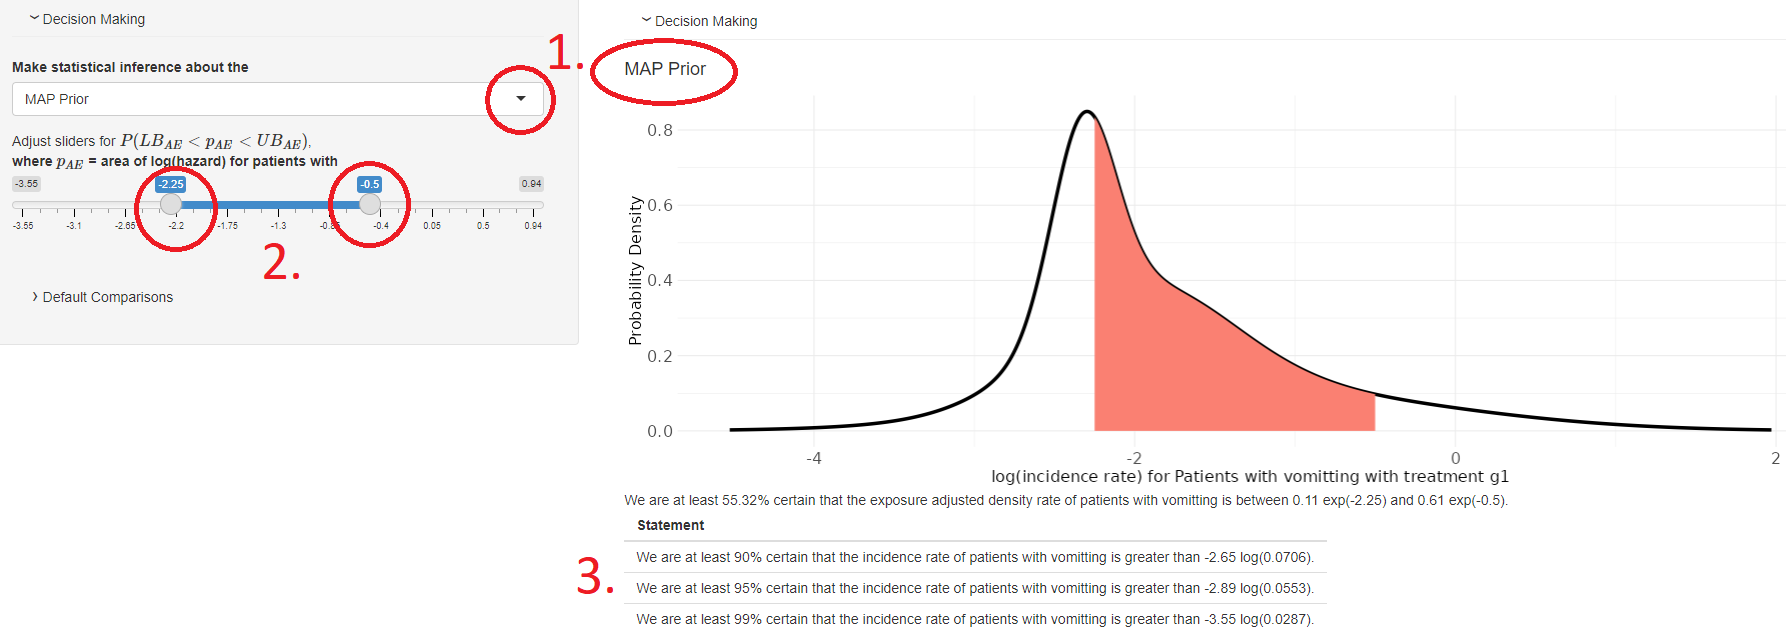 Decision Making
Make statistical inference about the
MAP Prior
Adjust sliders for P(LB_AE < p_AE < UB_AE),
where p_AE = area of log(hazard) for patients with
-3.55 -2.25 -0.5 0.94
-3.55 -3.1 -2.65 -2.2 -1.75 -1.3 -0.85 -0.4 0.05 0.5 0.94
2.
Default Comparisons
Decision Making
1.
MAP Prior
Probability Density
0.8
0.6
0.4
0.2
0.0
-4 -2 0 2
log(incidence rate) for Patients with vomitting with treatment g1
We are at least 55.32% certain that the exposure adjusted density rate of patients with vomitting is between 0.11 exp(-2.25) and 0.61 exp(-0.5).
Statement
3.
We are at least 90% certain that the incidence rate of patients with vomitting is greater than -2.65 log(0.0706).
We are at least 95% certain that the incidence rate of patients with vomitting is greater than -2.89 log(0.0553).
We are at least 99% certain that the incidence rate of patients with vomitting is greater than -3.55 log(0.0287).